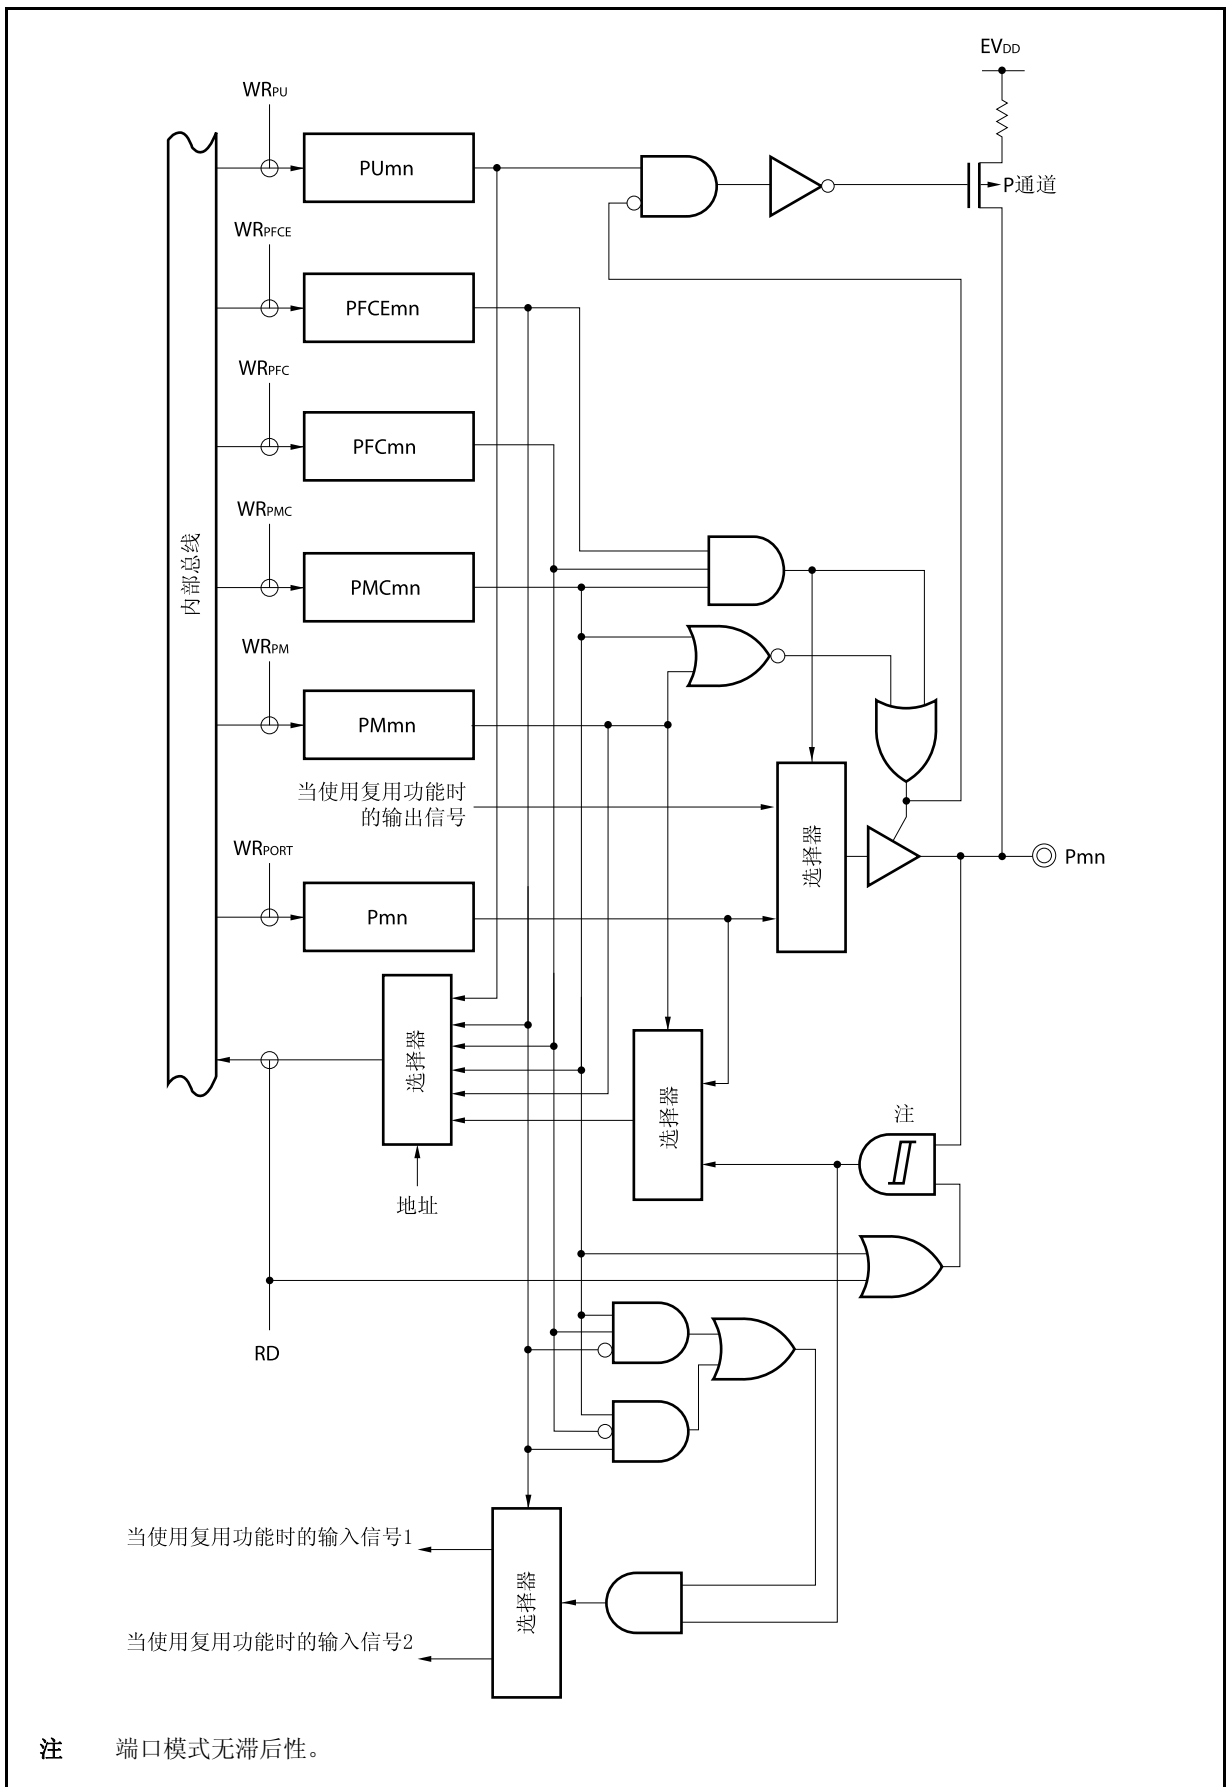 EVDD
WRPU
PUmn
P通道
WRPFCE
PFCEmn
WRPFC
PFCmn
WRPMC
PMCmn
内部总线
WRPM
PMmn
当使用复用功能时
的输出信号
选择器
WRPORT
Pmn
Pmn
选择器
选择器
注
地址
RD
当使用复用功能时的输入信号1
选择器
当使用复用功能时的输入信号2
注 端口模式无滞后性。